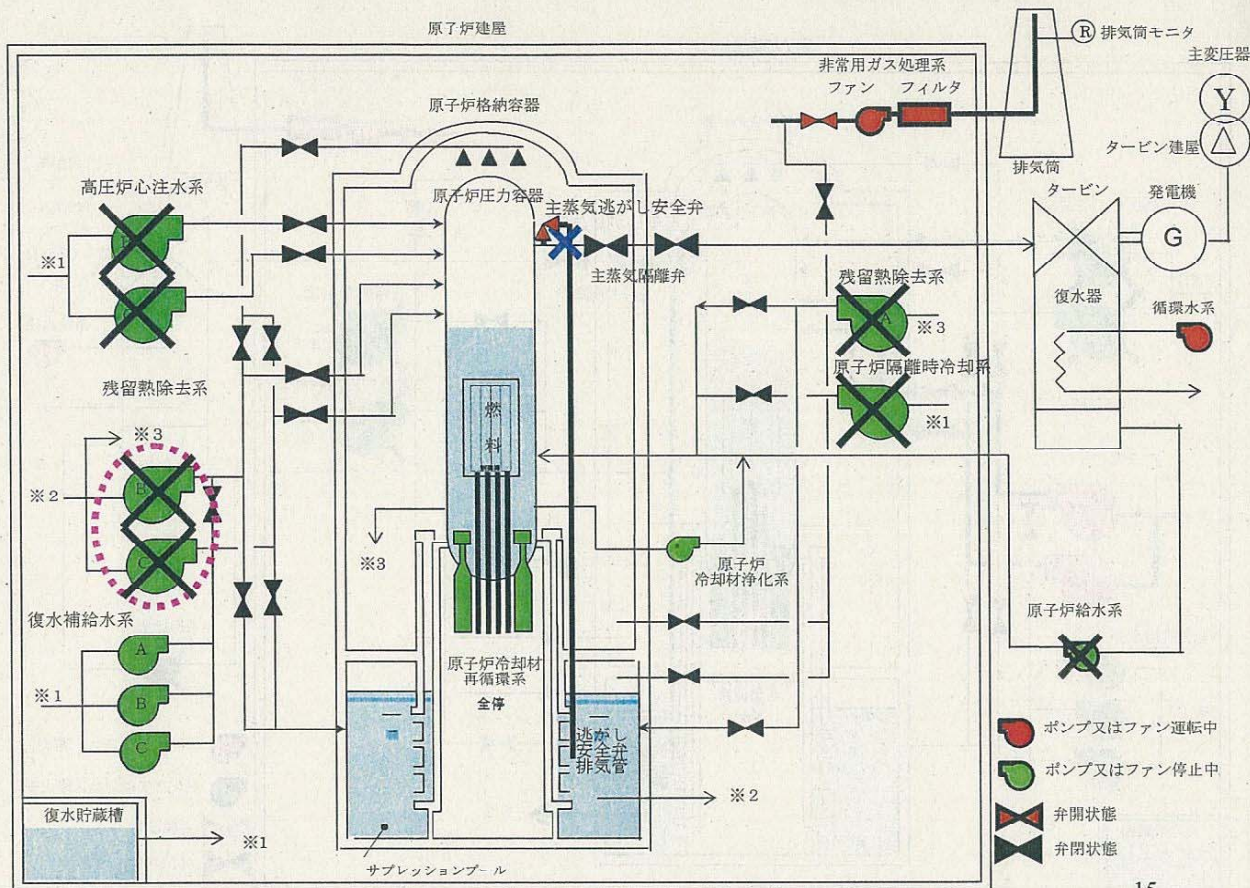 原子炉建屋
Ⓡ 排気筒モニタ
主変圧器
Y
△
非常用ガス処理系
ファン フィルタ
排気筒
タービン建屋
原子炉格納容器
高圧炉心注水系
※1
原子炉圧力容器
主蒸気逃がし安全弁
主蒸気隔離弁
タービン
発電機
G
残留熱除去系
A
※3
復水器
循環水系
原子炉隔離時冷却系
※1
残留熱除去系
※3
※2
B
C
燃料
※3
原子炉
冷却材浄化系
復水補給水系
A
※1
B
C
原子炉冷却材
再循環系
全停
逃がし
安全弁
排気管
※2
原子炉給水系
ポンプ又はファン運転中
ポンプ又はファン停止中
弁開状態
弁閉状態
復水貯蔵槽
※1
サプレッションプール